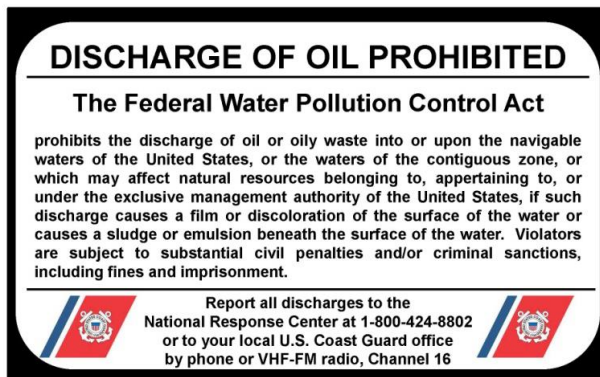 DISCHARGE OF OIL PROHIBITED
The Federal Water Pollution Control Act
prohibits the discharge of oil or oily waste into or upon the navigable
waters of the United States, or the waters of the contiguous zone, or
which may affect natural resources belonging to, appertaining to, or
under the exclusive management authority of the United States, if such
discharge causes a film or discoloration of the surface of the water or
causes a sludge or emulsion beneath the surface of the water. Violators
are subject to substantial civil penalties and/or criminal sanctions,
including fines and imprisonment.
Report all discharges to the
National Response Center at 1-800-424-8802
or to your local U.S. Coast Guard office
by phone or VHF-FM radio, Channel 16